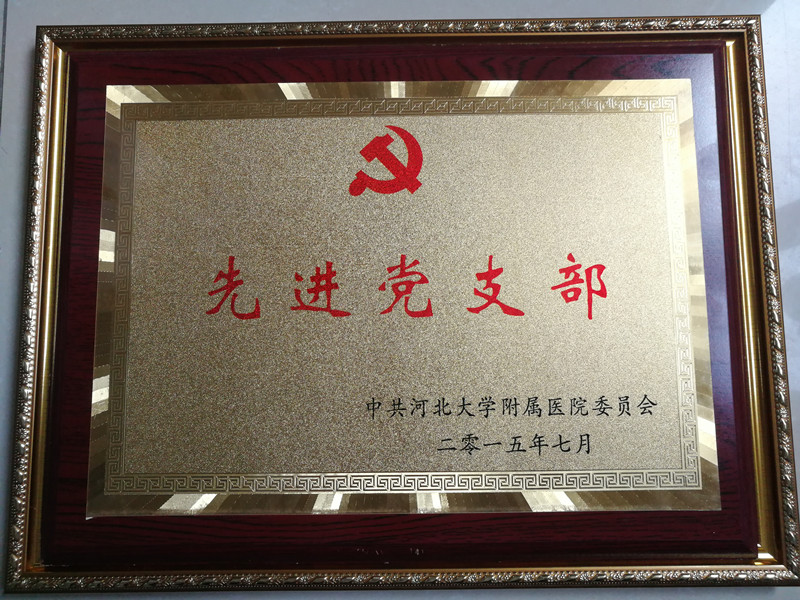 先进党支部
中共河北大学附属医院委员会
二零一五年七月